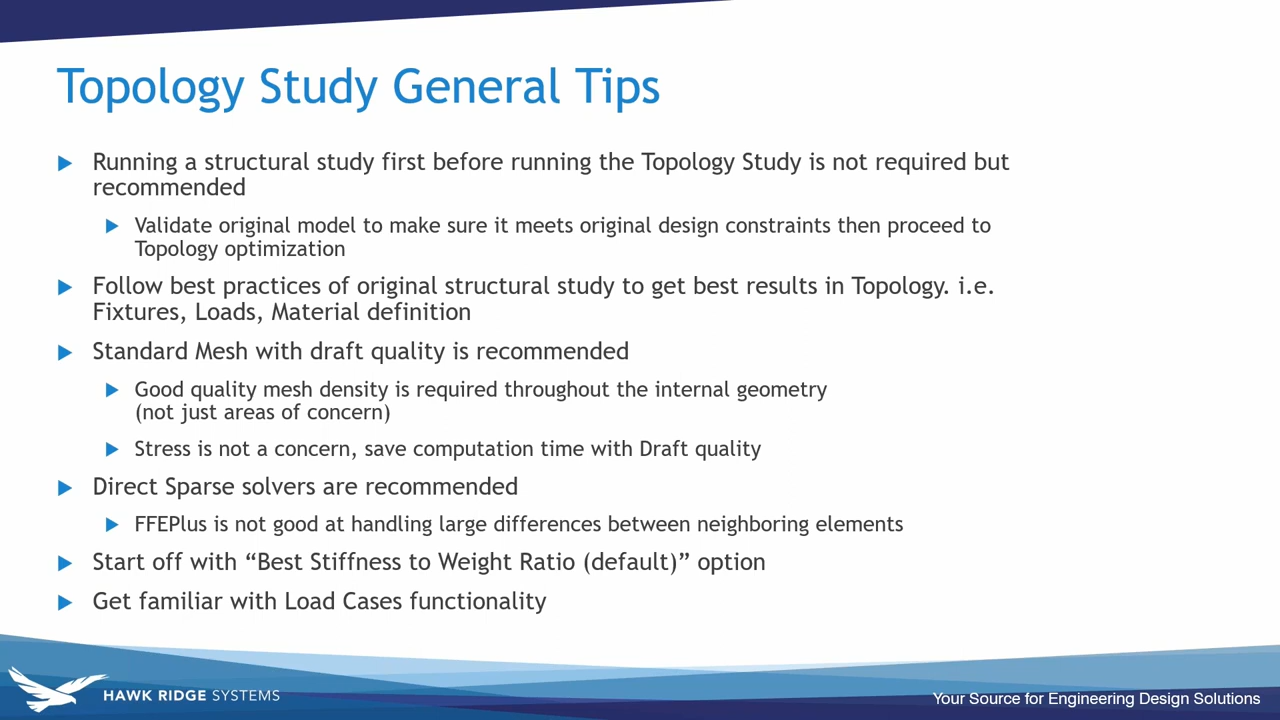 Topology Study General Tips
Running a structural study first before running the Topology Study is not required but
recommended
Validate original model to make sure it meets original design constraints then proceed to
Topology optimization
Follow best practices of original structural study to get best results in Topology. i.e.
Fixtures, Loads, Material definition
Standard Mesh with draft quality is recommended
Good quality mesh density is required throughout the internal geometry
(not just areas of concern)
Stress is not a concern, save computation time with Draft quality
Direct Sparse solvers are recommended
FFEPlus is not good at handling large differences between neighboring elements
Start off with “Best Stiffness to Weight Ratio (default)” option
Get familiar with Load Cases functionality
HAWK RIDGE SYSTEMS
Your Source for Engineering Design Solutions